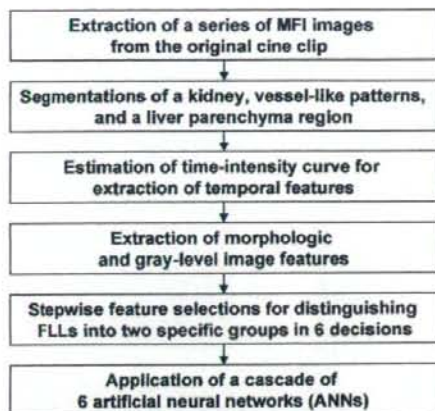 Extraction of a series of MFI images
from the original cine clip
Segmentations of a kidney, vessel-like patterns,
and a liver parenchyma region
Estimation of time-intensity curve for
extraction of temporal features
Extraction of morphologic
and gray-level image features
Stepwise feature selections for distinguishing
FLLs into two specific groups in 6 decisions
Application of a cascade of
6 artificial neural networks (ANNs)